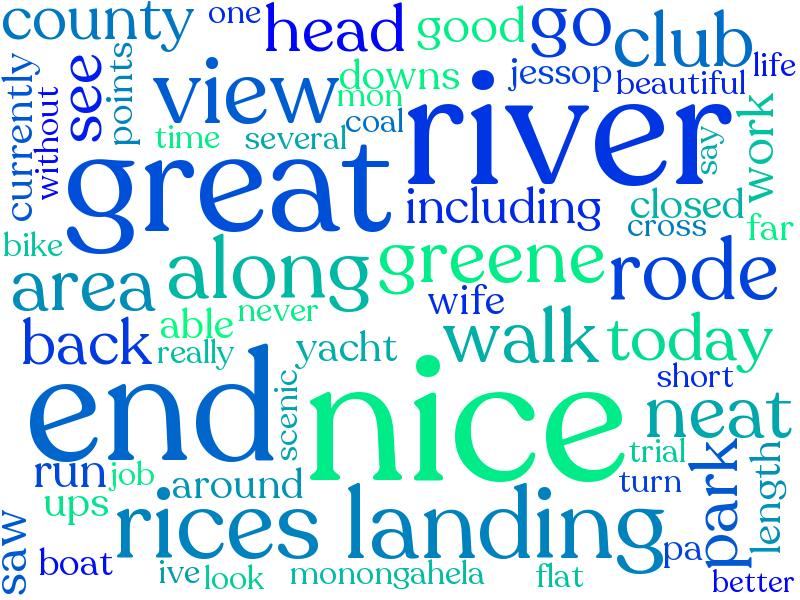 county
one
head
good
go
club
life
currently
without
see
points
view
downs
mon
coal
jessop
beautiful
river
time
several
say
work
great
including
closed
cross
far
bike
area
along
greene
rode
wife
back
able
never
really
yacht
walk
today
short
end
scenic
nice
neat
trial
turn
park
length
run
job
ups
around
rices landing
saw
boat
ive
look
monongahela
flat
pa
better